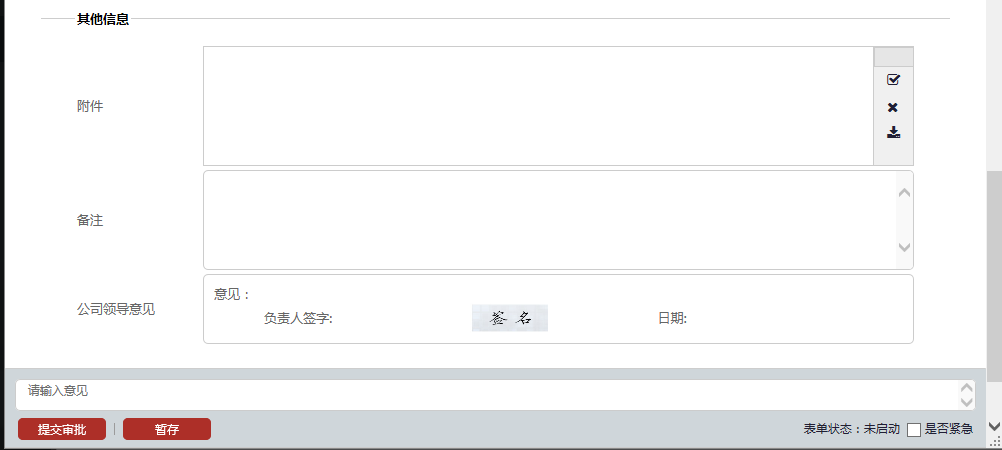 其他信息
附件
备注
公司领导意见
意见：
负责人签字: 签名 日期:
请输入意见
提交审批 | 暂存 表单状态：未启动 是否紧急